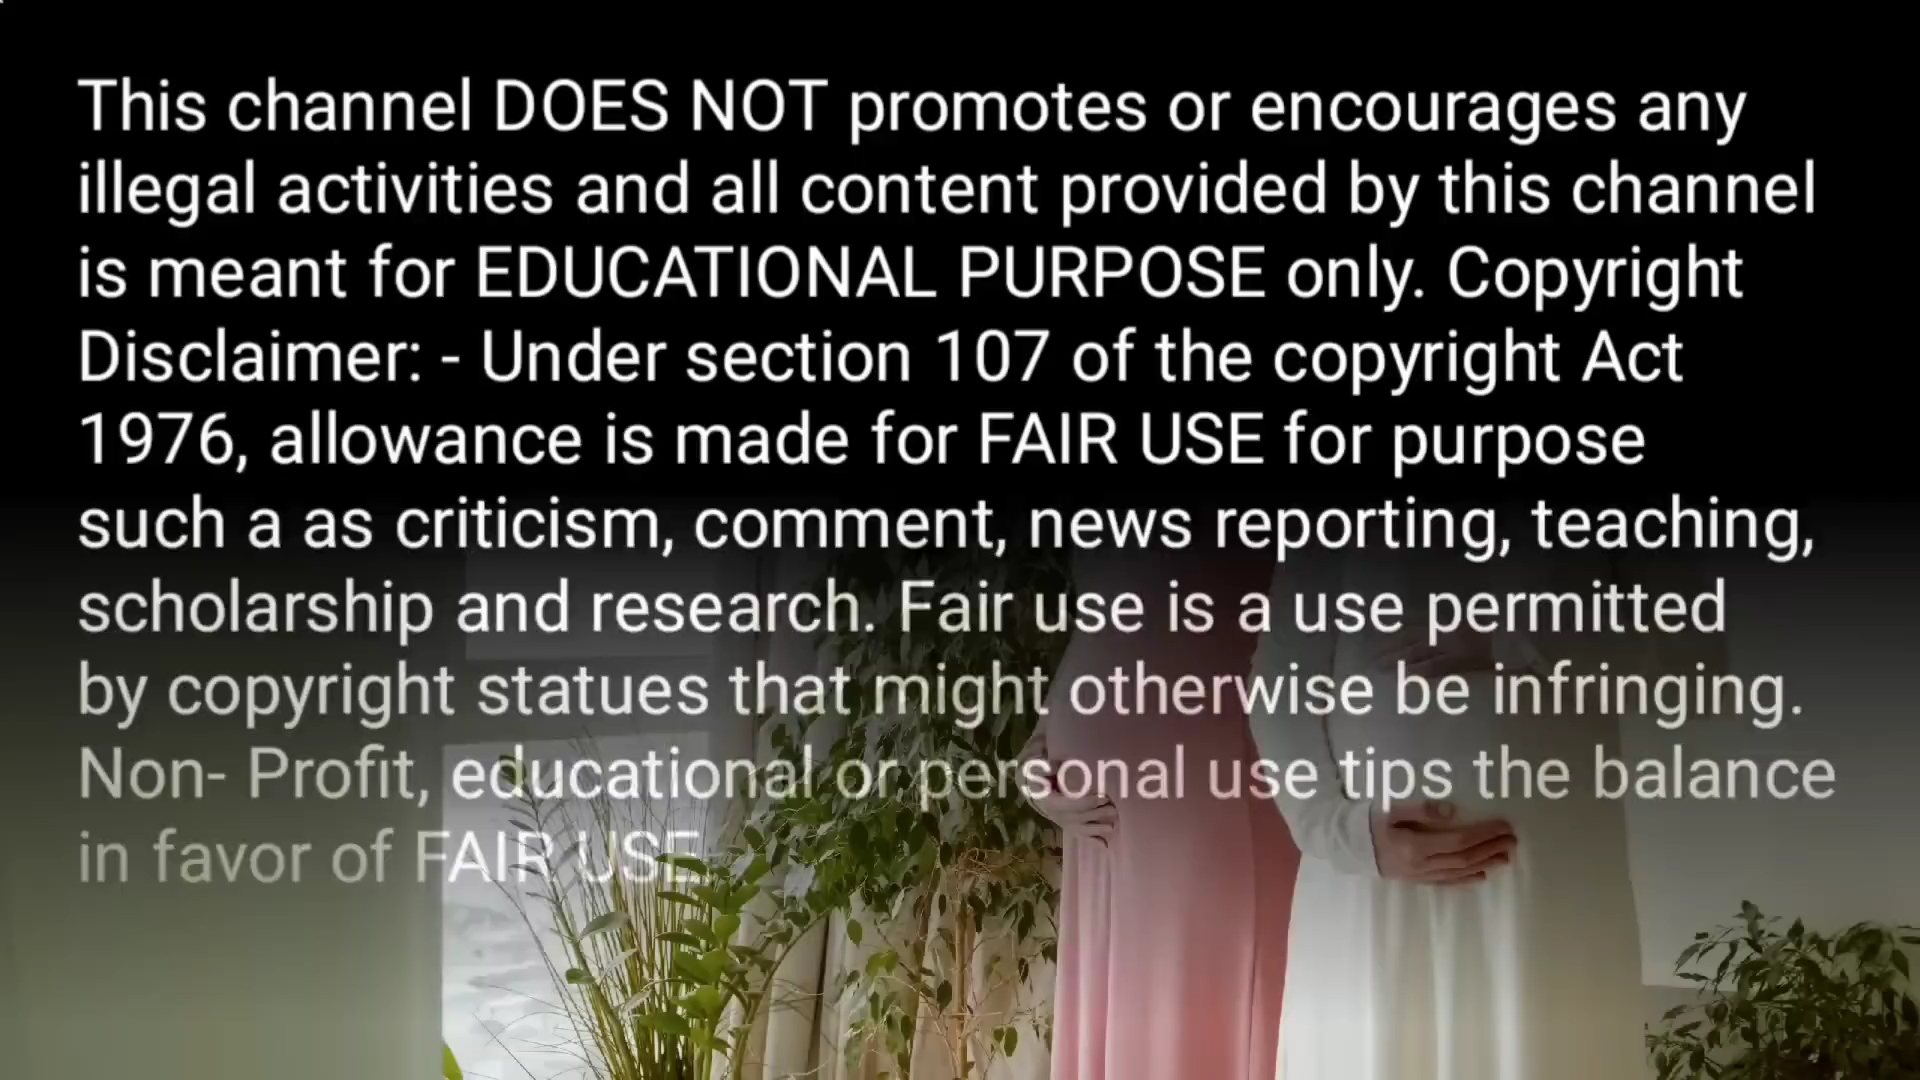 This channel DOES NOT promotes or encourages any
illegal activities and all content provided by this channel
is meant for EDUCATIONAL PURPOSE only. Copyright
Disclaimer: - Under section 107 of the copyright Act
1976, allowance is made for FAIR USE for purpose
such a as criticism, comment, news reporting, teaching,
scholarship and research. Fair use is a use permitted
by copyright statues that might otherwise be infringing.
Non- Profit, educational or personal use tips the balance
in favor of FAIR USE.